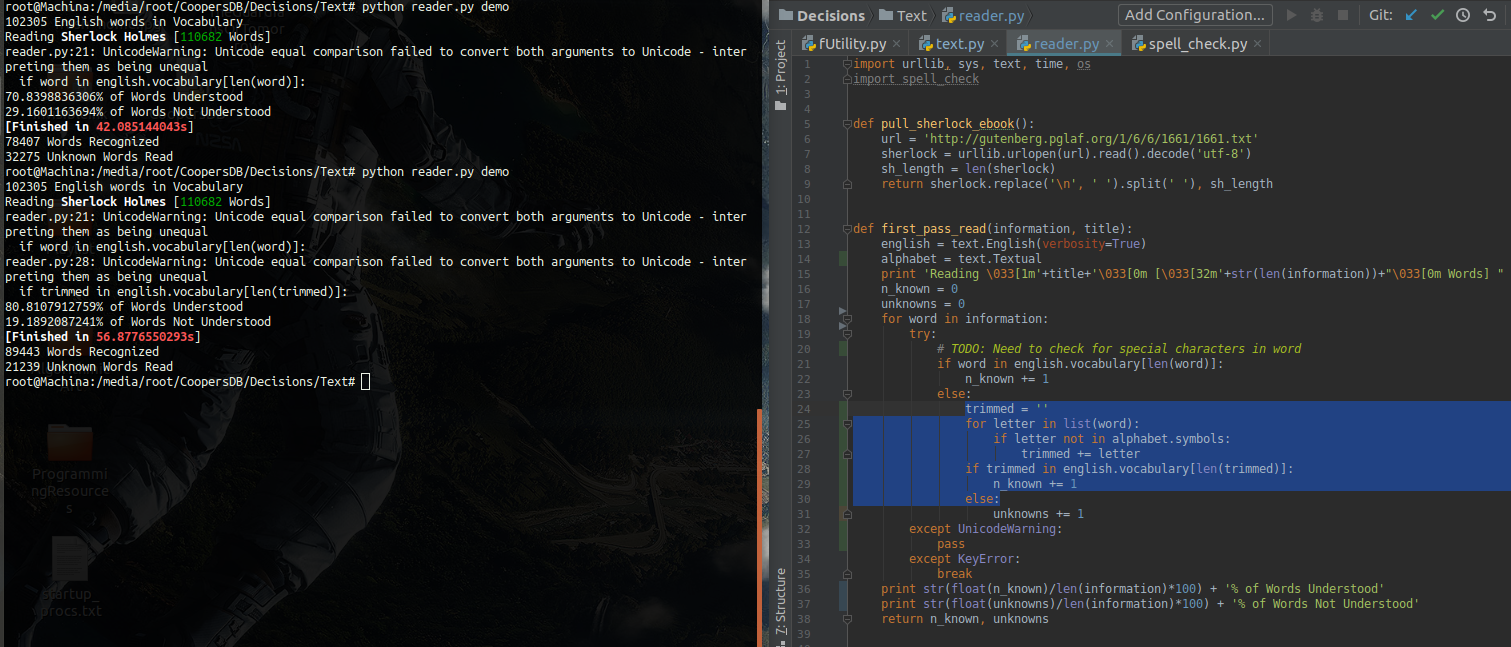 root@Machina:/media/root/CoopersDB/Decisions/Text# python reader.py demo
102305 English words in Vocabulary
Reading Sherlock Holmes [110682 Words]
reader.py:21: UnicodeWarning: Unicode equal comparison failed to convert both arguments to Unicode - inter
preting them as being unequal
  if word in english.vocabulary[len(word)]:
70.8398836306% of Words Understood
29.1601163694% of Words Not Understood
[Finished in 42.085144043s]
78407 Words Recognized
32275 Unknown Words Read
root@Machina:/media/root/CoopersDB/Decisions/Text# python reader.py demo
102305 English words in Vocabulary
Reading Sherlock Holmes [110682 Words]
reader.py:21: UnicodeWarning: Unicode equal comparison failed to convert both arguments to Unicode - inter
preting them as being unequal
  if word in english.vocabulary[len(word)]:
reader.py:28: UnicodeWarning: Unicode equal comparison failed to convert both arguments to Unicode - inter
preting them as being unequal
  if trimmed in english.vocabulary[len(trimmed)]:
80.8107912759% of Words Understood
19.1892087241% of Words Not Understood
[Finished in 56.8776550293s]
89443 Words Recognized
21239 Unknown Words Read
root@Machina:/media/root/CoopersDB/Decisions/Text#
Programmi
ngResource
s
startup_
procs.txt
Decisions Text reader.py Add Configuration... Git:
fUtility.py text.py reader.py spell_check.py
1: Project
7: Structure
1 import urllib, sys, text, time, os
2 import spell_check
3
4
5 def pull_sherlock_ebook():
6     url = 'http://gutenberg.pglaf.org/1/6/6/1661/1661.txt'
7     sherlock = urllib.urlopen(url).read().decode('utf-8')
8     sh_length = len(sherlock)
9     return sherlock.replace('\n', ' ').split(' '), sh_length
10
11
12 def first_pass_read(information, title):
13     english = text.English(verbosity=True)
14     alphabet = text.Textual
15     print 'Reading \033[1m'+title+'\033[0m [\033[32m'+str(len(information))+"\033[0m Words] "
16     n_known = 0
17     unknowns = 0
18     for word in information:
19         try:
20             # TODO: Need to check for special characters in word
21             if word in english.vocabulary[len(word)]:
22                 n_known += 1
23             else:
24                 trimmed = ''
25                 for letter in list(word):
26                     if letter not in alphabet.symbols:
27                         trimmed += letter
28                 if trimmed in english.vocabulary[len(trimmed)]:
29                     n_known += 1
30                 else:
31                     unknowns += 1
32         except UnicodeWarning:
33             pass
34         except KeyError:
35             break
36     print str(float(n_known)/len(information)*100) + '% of Words Understood'
37     print str(float(unknowns)/len(information)*100) + '% of Words Not Understood'
38     return n_known, unknowns
39